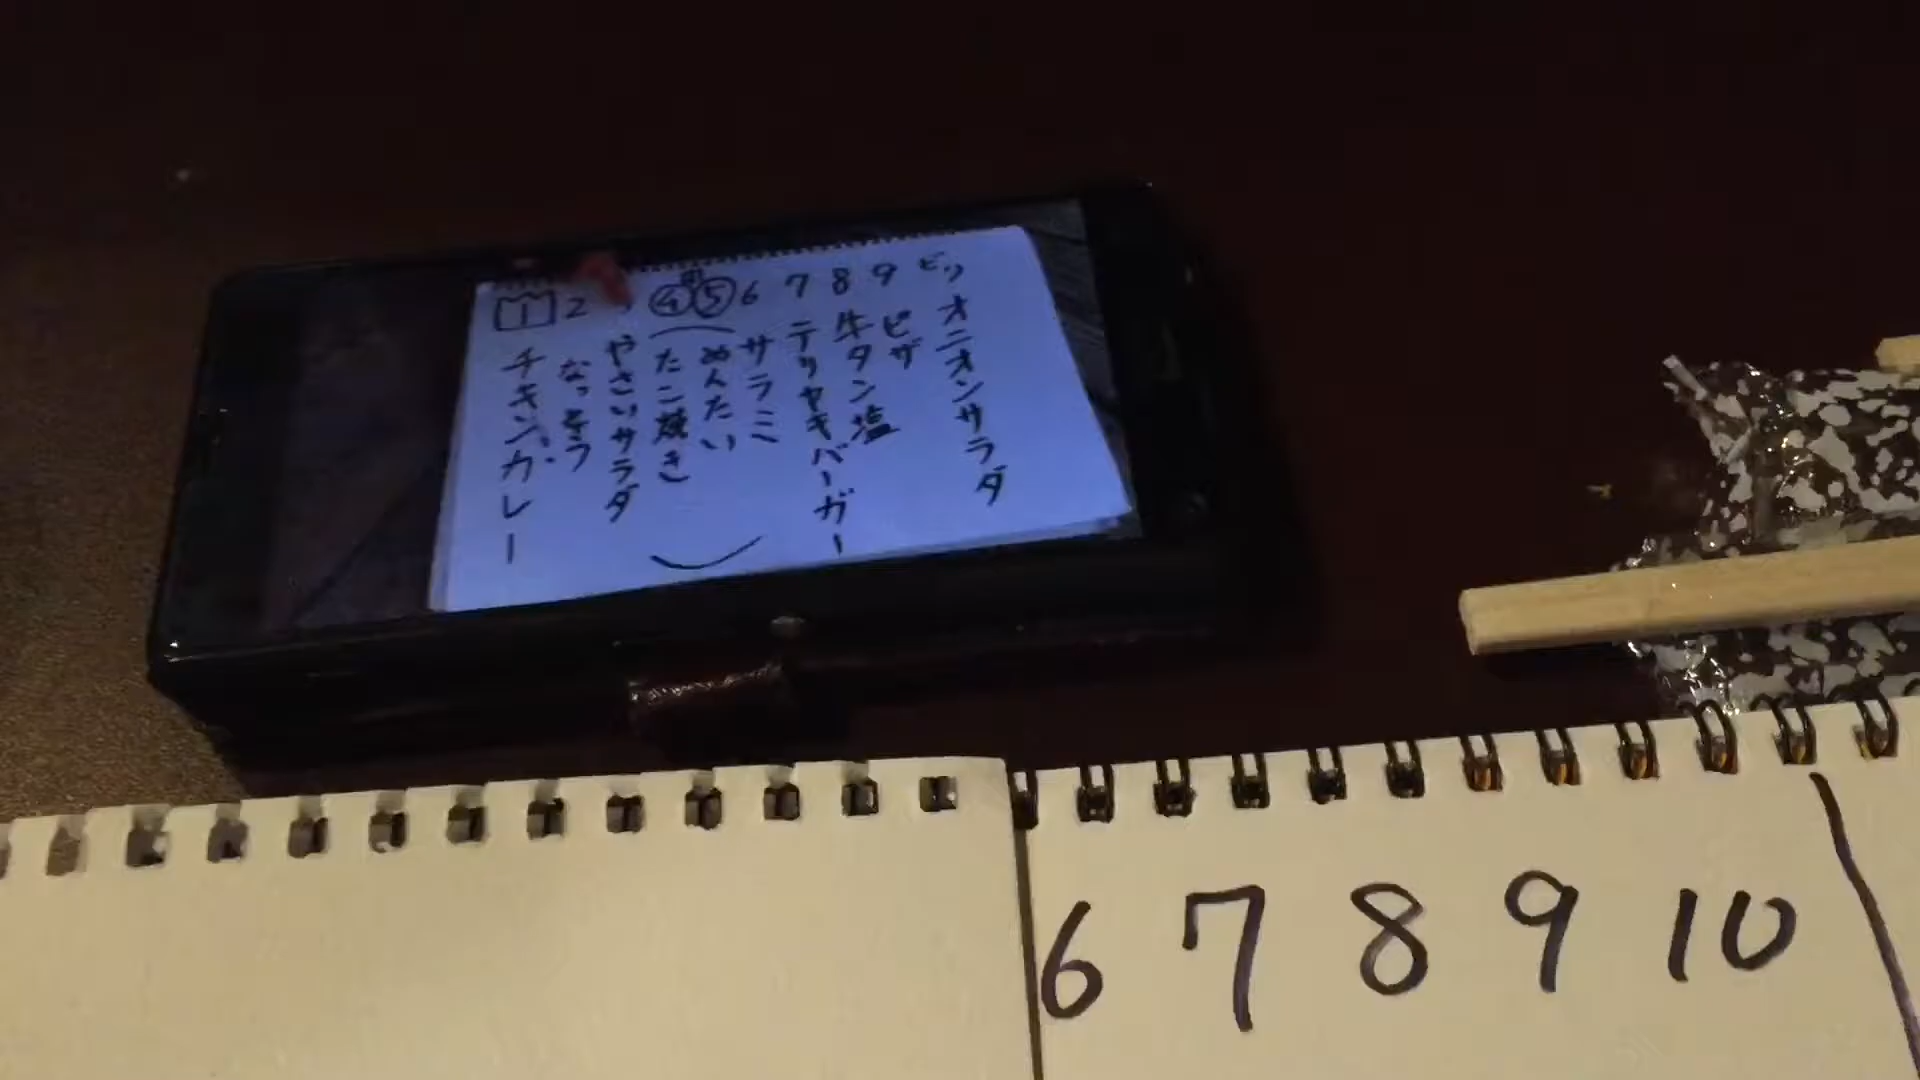 1 2 3 ④⑤ 6 7 8 9 ビリ
オニオンサラダ
ピザ
牛タン塩
テリヤキバーガー
サラミ
めんたい
たこ焼き
やさいサラダ
なっとう
チキンカレー
6 7 8 9 10